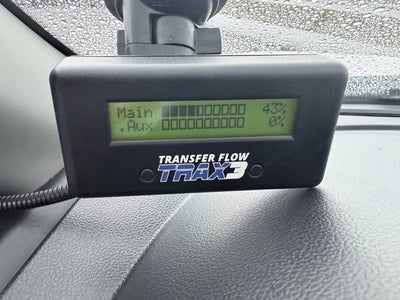 Main 43%
.Aux 0%
TRANSFER FLOW
TRAX3